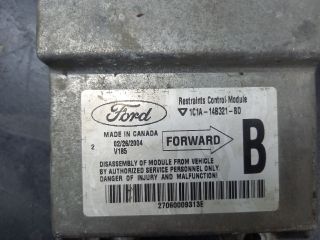 Ford
Restraints Control Module
1C1A-14B321-BD
MADE IN CANADA
02/26/2004
V185
2
FORWARD
B
DISASSEMBLY OF MODULE FROM VEHICLE
BY AUTHORIZED SERVICE PERSONNEL ONLY.
DANGER OF INJURY AND MALFUNCTION!
27060009313E